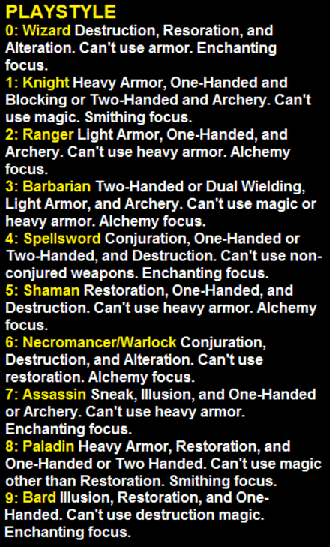 PLAYSTYLE
0: Wizard Destruction, Resoration, and
Alteration. Can't use armor. Enchanting
focus.
1: Knight Heavy Armor, One-Handed and
Blocking or Two-Handed and Archery. Can't
use magic. Smithing focus.
2: Ranger Light Armor, One-Handed, and
Archery. Can't use heavy armor. Alchemy
focus.
3: Barbarian Two-Handed or Dual Wielding,
Light Armor, and Archery. Can't use magic or
heavy armor. Alchemy focus.
4: Spellsword Conjuration, One-Handed or
Two-Handed, and Destruction. Can't use non-
conjured weapons. Enchanting focus.
5: Shaman Restoration, One-Handed, and
Destruction. Can't use heavy armor. Alchemy
focus.
6: Necromancer/Warlock Conjuration,
Destruction, and Alteration. Can't use
restoration. Alchemy focus.
7: Assassin Sneak, Illusion, and One-Handed
or Archery. Can't use heavy armor.
Enchanting focus.
8: Paladin Heavy Armor, Restoration, and
One-Handed or Two Handed. Can't use magic
other than Restoration. Smithing focus.
9: Bard Illusion, Restoration, and One-
Handed. Can't use destruction magic.
Enchanting focus.